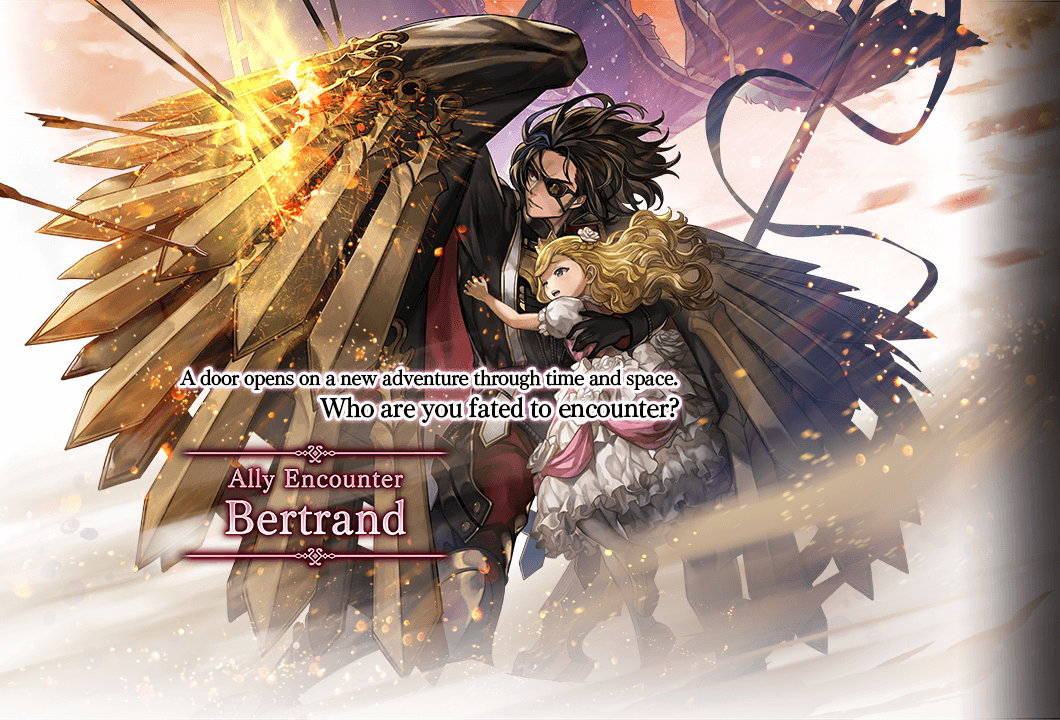 A door opens on a new adventure through time and space.
Who are you fated to encounter?
Ally Encounter
Bertrand